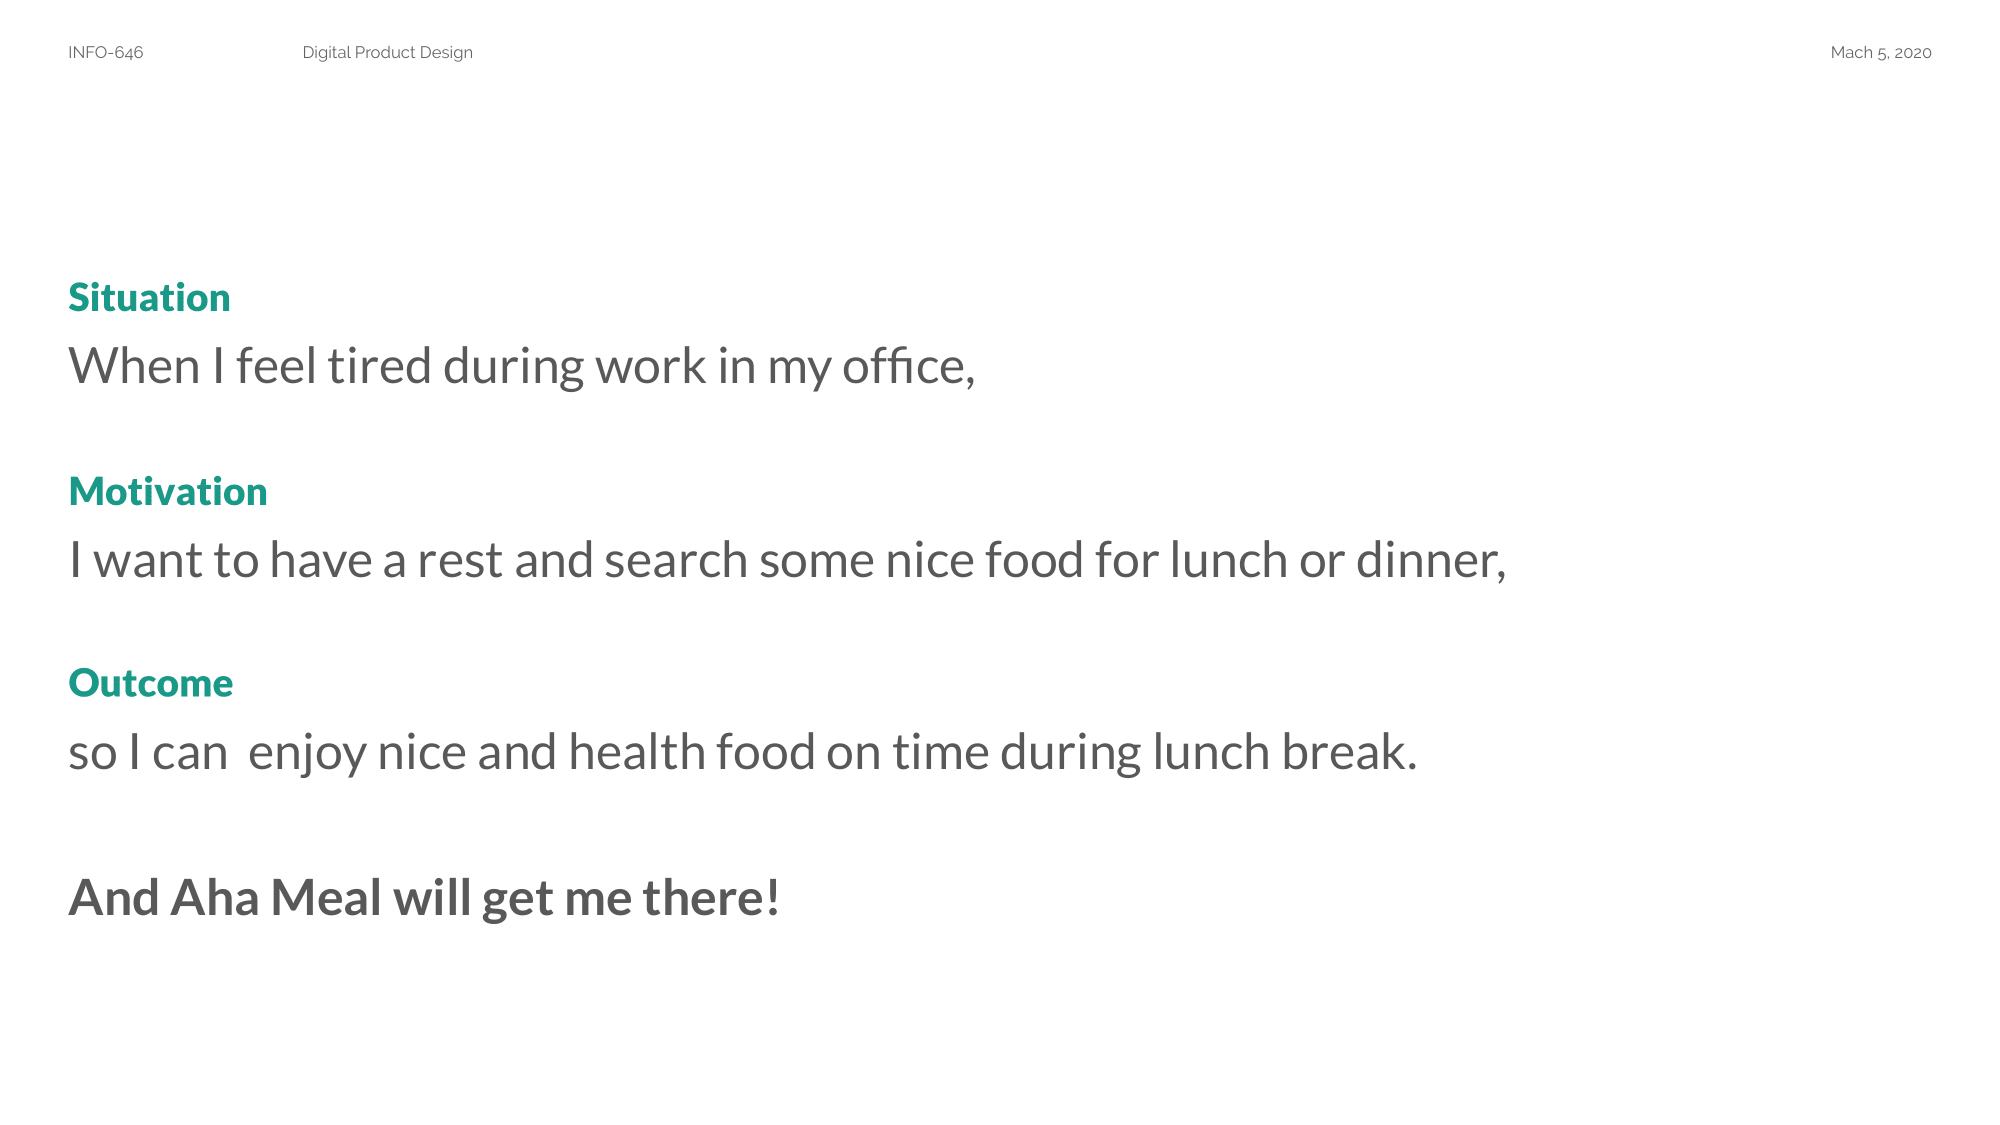 INFO-646 Digital Product Design Mach 5, 2020
Situation
When I feel tired during work in my office,
Motivation
I want to have a rest and search some nice food for lunch or dinner,
Outcome
so I can  enjoy nice and health food on time during lunch break.
And Aha Meal will get me there!